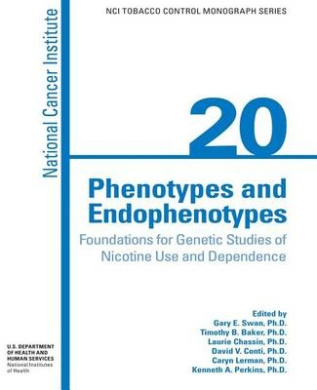 NCI TOBACCO CONTROL MONOGRAPH SERIES
National Cancer Institute
20
Phenotypes and
Endophenotypes
Foundations for Genetic Studies of
Nicotine Use and Dependence
Edited by
Gary E. Swan, Ph.D.
Timothy B. Baker, Ph.D.
Laurie Chassin, Ph.D.
David V. Conti, Ph.D.
Caryn Lerman, Ph.D.
Kenneth A. Perkins, Ph.D.
U.S. DEPARTMENT
OF HEALTH AND
HUMAN SERVICES
National Institutes
of Health